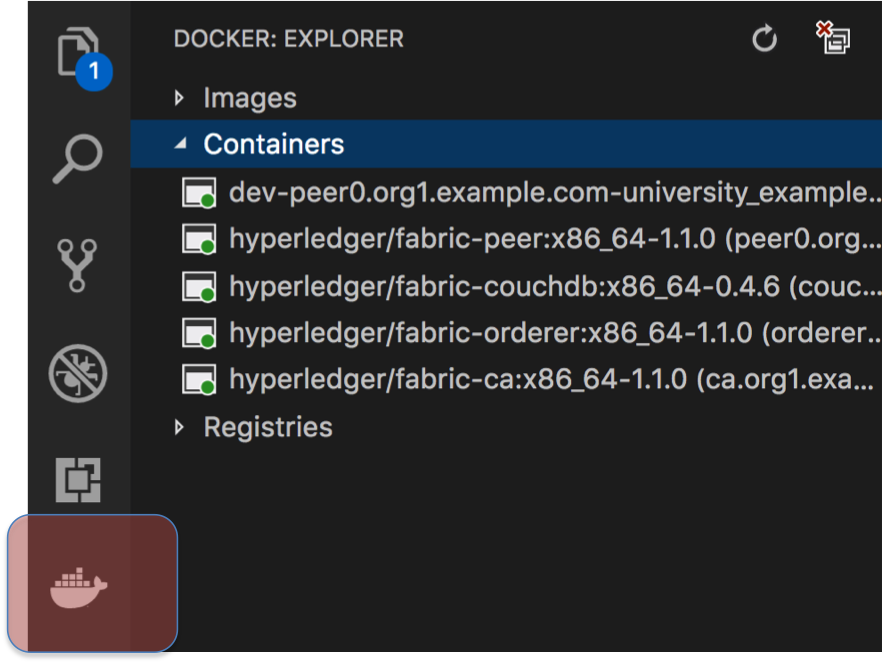 DOCKER: EXPLORER
1
Images
Containers
dev-peer0.org1.example.com-university_example...
hyperledger/fabric-peer:x86_64-1.1.0 (peer0.org...
hyperledger/fabric-couchdb:x86_64-0.4.6 (couc...
hyperledger/fabric-orderer:x86_64-1.1.0 (orderer...
hyperledger/fabric-ca:x86_64-1.1.0 (ca.org1.exa...
Registries